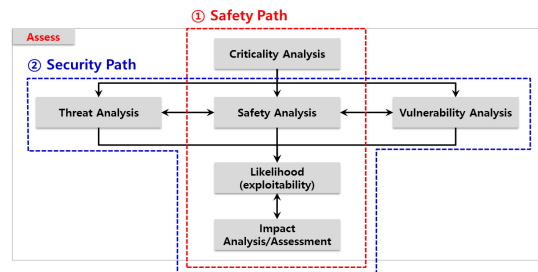 ① Safety Path
Assess
Criticality Analysis
② Security Path
Threat Analysis
Safety Analysis
Vulnerability Analysis
Likelihood
(exploitability)
Impact
Analysis/Assessment